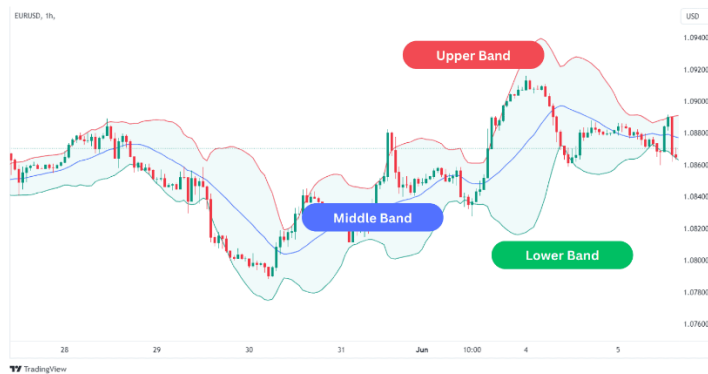 EURUSD, 1h,
USD
1.09400
Upper Band
1.09200
1.09000
1.08800
1.08600
1.08400
Middle Band
1.08200
Lower Band
1.08000
1.07800
1.07600
28 29 30 31 Jun 10:00 4 5
TradingView